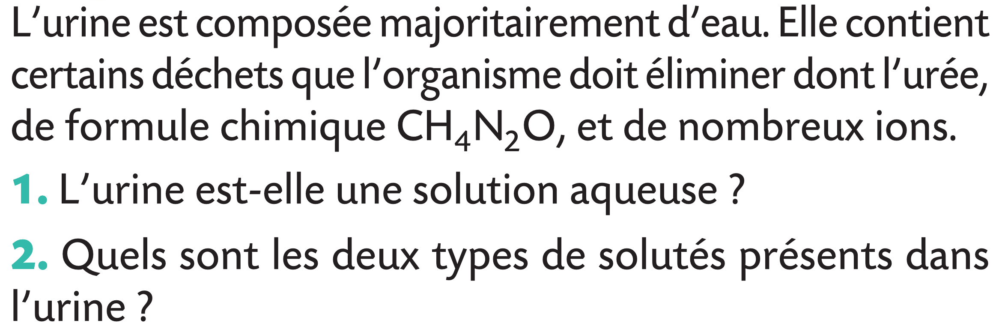 L’urine est composée majoritairement d’eau. Elle contient
certains déchets que l’organisme doit éliminer dont l’urée,
de formule chimique CH₄N₂O, et de nombreux ions.
1. L’urine est-elle une solution aqueuse ?
2. Quels sont les deux types de solutés présents dans
l’urine ?